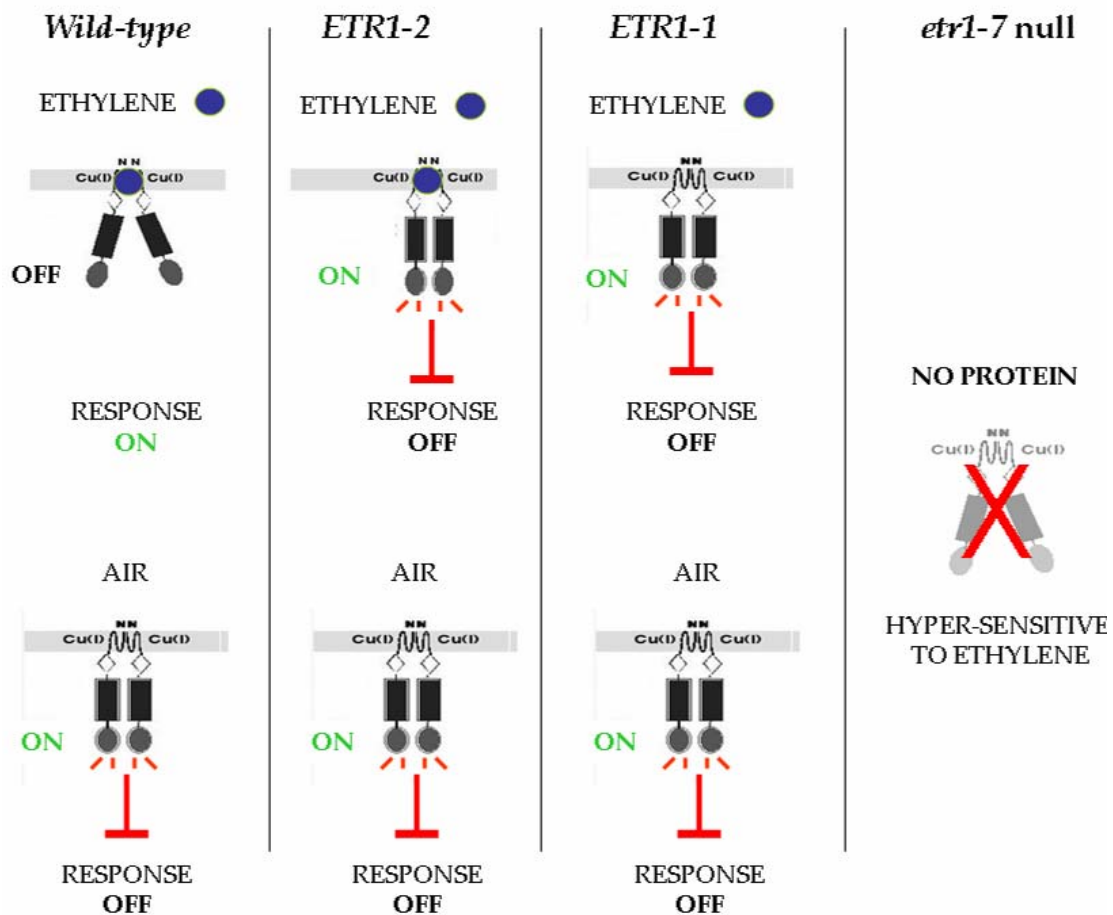 Wild-type
ETHYLENE
N N
Cu(I) Cu(I)
OFF
RESPONSE
ON
AIR
N N
Cu(I) Cu(I)
ON
RESPONSE
OFF
ETR1-2
ETHYLENE
N N
Cu(I) Cu(I)
ON
RESPONSE
OFF
AIR
N N
Cu(I) Cu(I)
ON
RESPONSE
OFF
ETR1-1
ETHYLENE
N N
Cu(I) Cu(I)
ON
RESPONSE
OFF
AIR
N N
Cu(I) Cu(I)
ON
RESPONSE
OFF
etr1-7 null
NO PROTEIN
N N
Cu(I) Cu(I)
HYPER-SENSITIVE
TO ETHYLENE